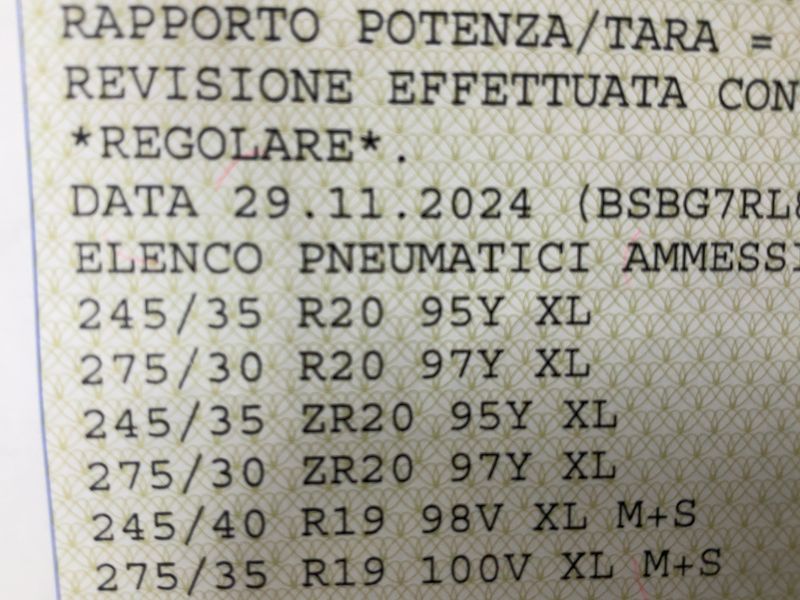 RAPPORTO POTENZA/TARA =
REVISIONE EFFETTUATA CON
*REGOLARE*.
DATA 29.11.2024 (BSBG7RL8
ELENCO PNEUMATICI AMMESSI
245/35 R20 95Y XL
275/30 R20 97Y XL
245/35 ZR20 95Y XL
275/30 ZR20 97Y XL
245/40 R19 98V XL M+S
275/35 R19 100V XL M+S